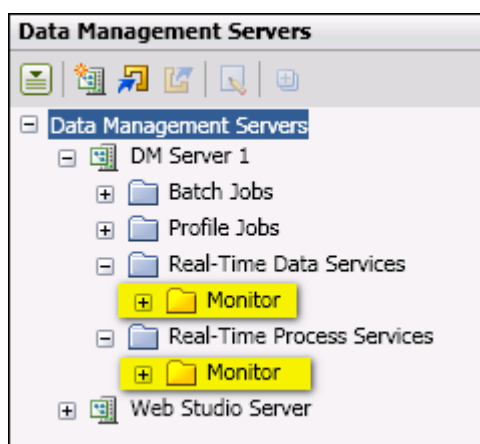 Data Management Servers
Data Management Servers
DM Server 1
Batch Jobs
Profile Jobs
Real-Time Data Services
Monitor
Real-Time Process Services
Monitor
Web Studio Server